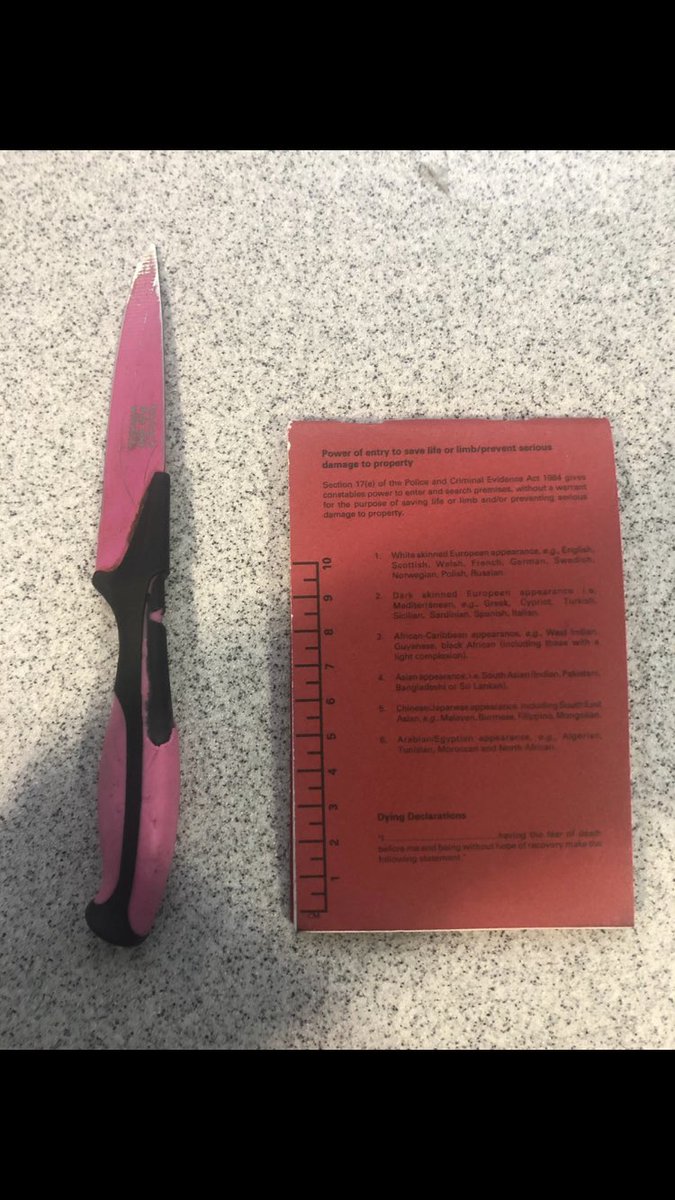 Power of entry to save life or limb/prevent serious
damage to property
Section 17(e) of the Police and Criminal Evidence Act 1984 gives
constables power to enter and search premises, without a warrant
for the purpose of saving life or limb and/or preventing serious
damage to property.
1. White skinned European appearance, e.g., English,
Scottish, Welsh, French, German, Swedish,
Norwegian, Polish, Russian.
2. Dark skinned European appearance i.e.
Mediterranean, e.g., Greek, Cypriot, Turkish,
Sicilian, Sardinian, Spanish, Italian.
3. African-Caribbean appearance, e.g., West Indian,
Guyanese, black African (including those with a
light complexion).
4. Asian appearance, i.e. South Asian (Indian, Pakistani,
Bangladeshi or Sri Lankan).
5. Chinese/Japanese appearance, including South East
Asian, e.g., Malayan, Burmese, Filippino, Mongolian.
6. Arabian/Egyptian appearance, e.g., Algerian,
Tunisian, Moroccan and North African.
Dying Declarations
"I, having the fear of death
before me and being without hope of recovery make the
following statement."
10
9
8
7
6
5
4
3
2
1
CM